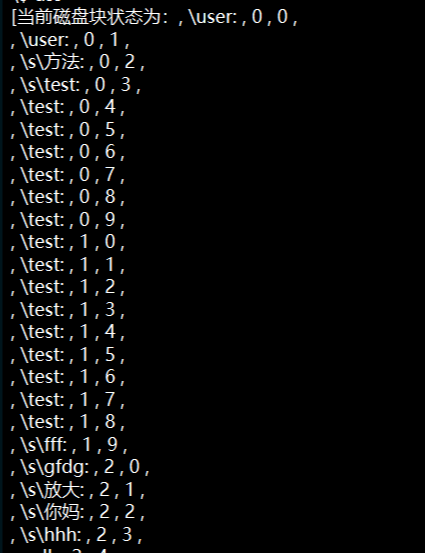 [当前磁盘块状态为：, \user: , 0 , 0 ,
, \user: , 0 , 1 ,
, \s\方法: , 0 , 2 ,
, \s\test: , 0 , 3 ,
, \test: , 0 , 4 ,
, \test: , 0 , 5 ,
, \test: , 0 , 6 ,
, \test: , 0 , 7 ,
, \test: , 0 , 8 ,
, \test: , 0 , 9 ,
, \test: , 1 , 0 ,
, \test: , 1 , 1 ,
, \test: , 1 , 2 ,
, \test: , 1 , 3 ,
, \test: , 1 , 4 ,
, \test: , 1 , 5 ,
, \test: , 1 , 6 ,
, \test: , 1 , 7 ,
, \test: , 1 , 8 ,
, \s\fff: , 1 , 9 ,
, \s\gfdg: , 2 , 0 ,
, \s\放大: , 2 , 1 ,
, \s\你妈: , 2 , 2 ,
, \s\hhh: , 2 , 3 ,